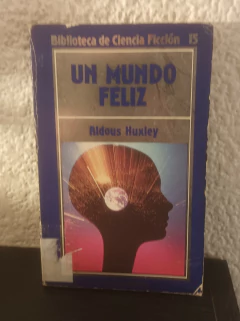 Biblioteca de Ciencia Ficción 15
UN MUNDO
FELIZ
Aldous Huxley